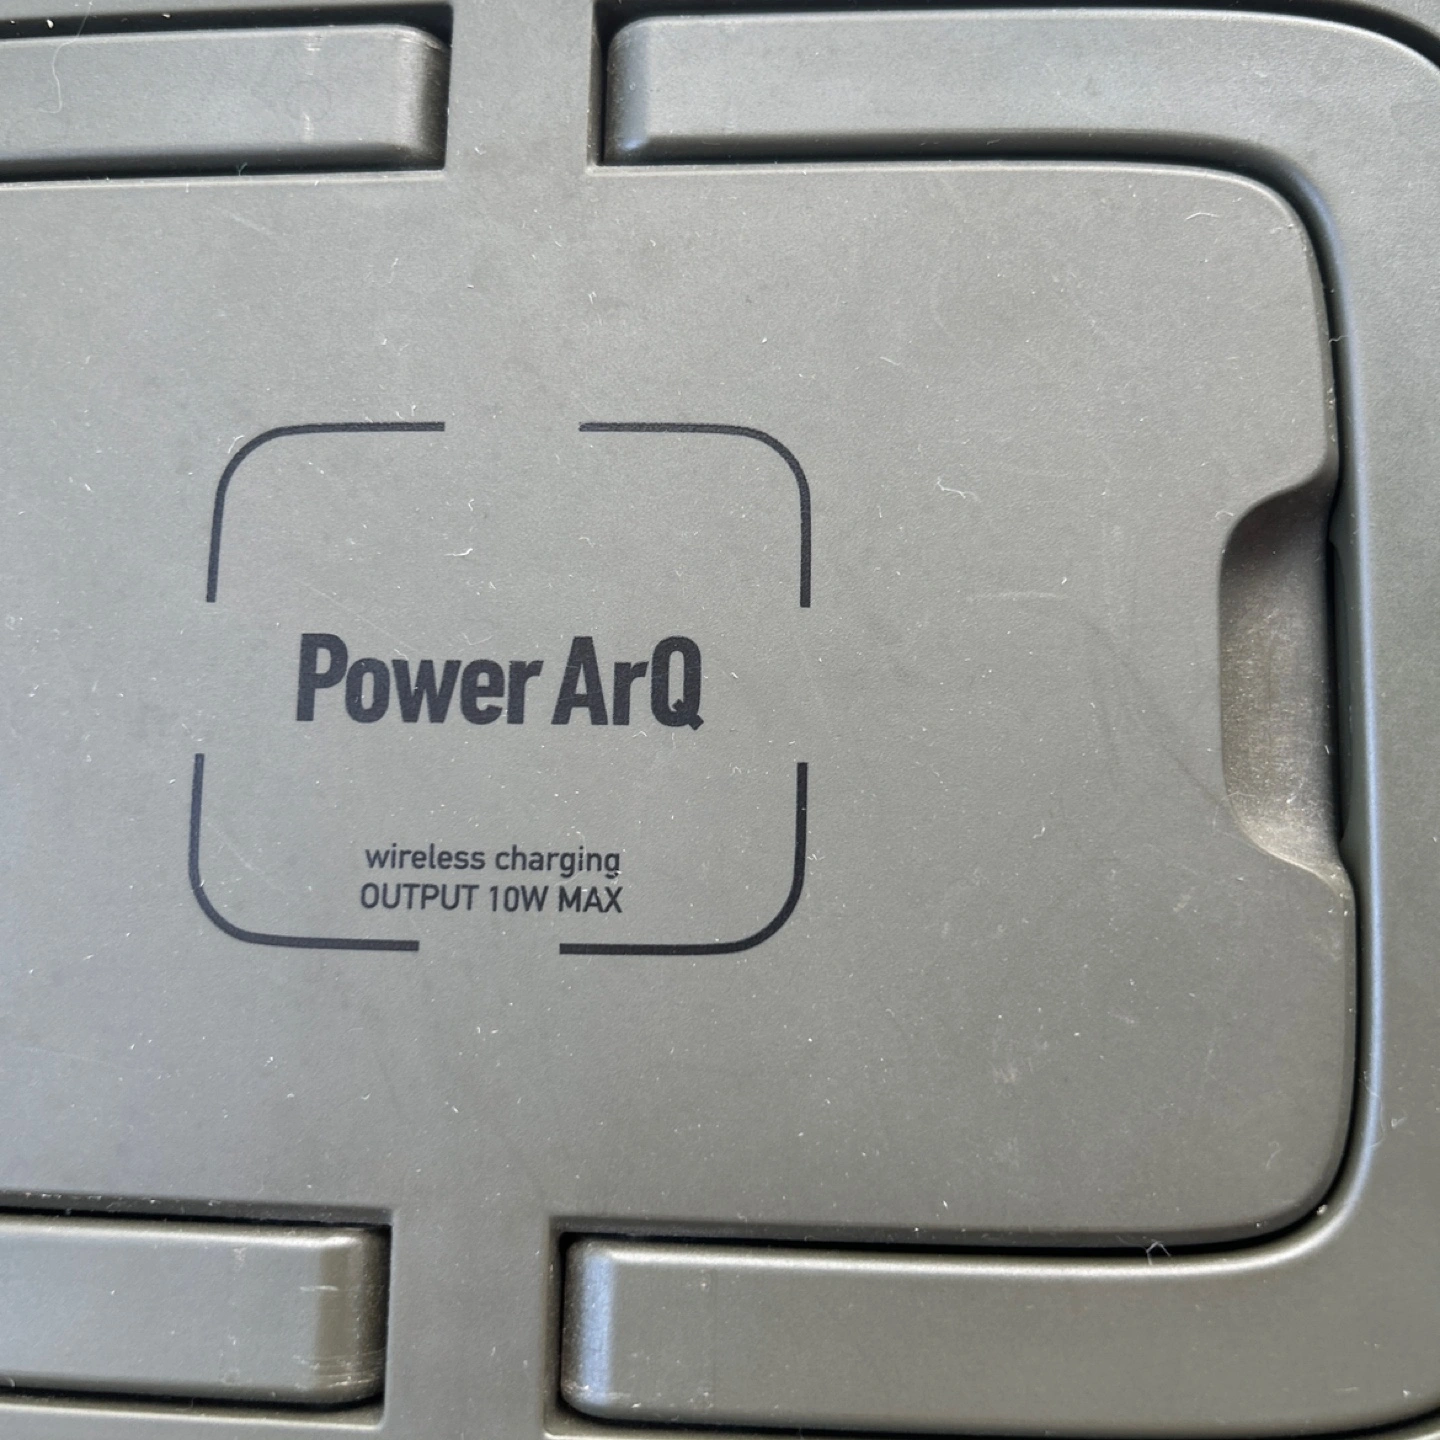 Power ArQ
wireless charging
OUTPUT 10W MAX